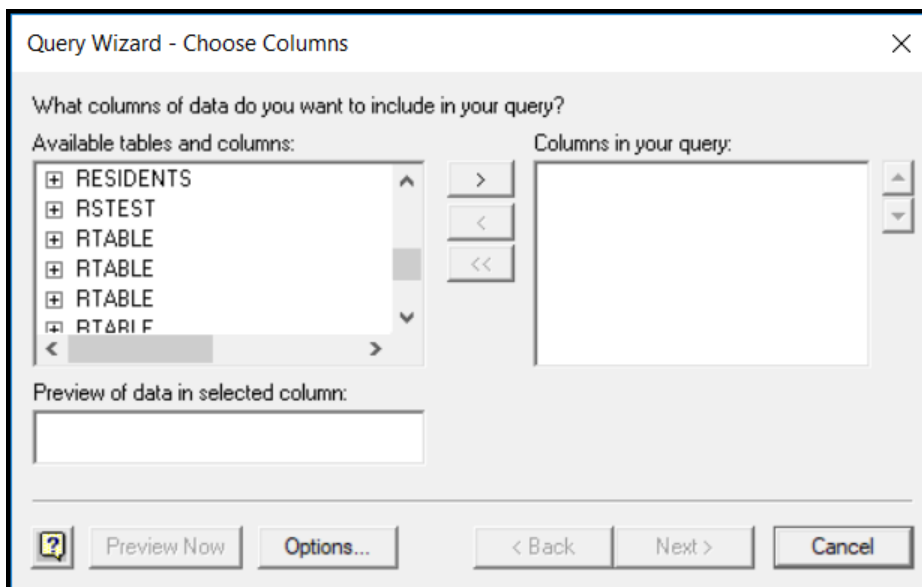 Query Wizard - Choose Columns
What columns of data do you want to include in your query?
Available tables and columns:
Columns in your query:
RESIDENTS
RSTEST
RTABLE
RTABLE
RTABLE
RTABLE
>
<
<<
Preview of data in selected column:
Preview Now
Options...
< Back
Next >
Cancel